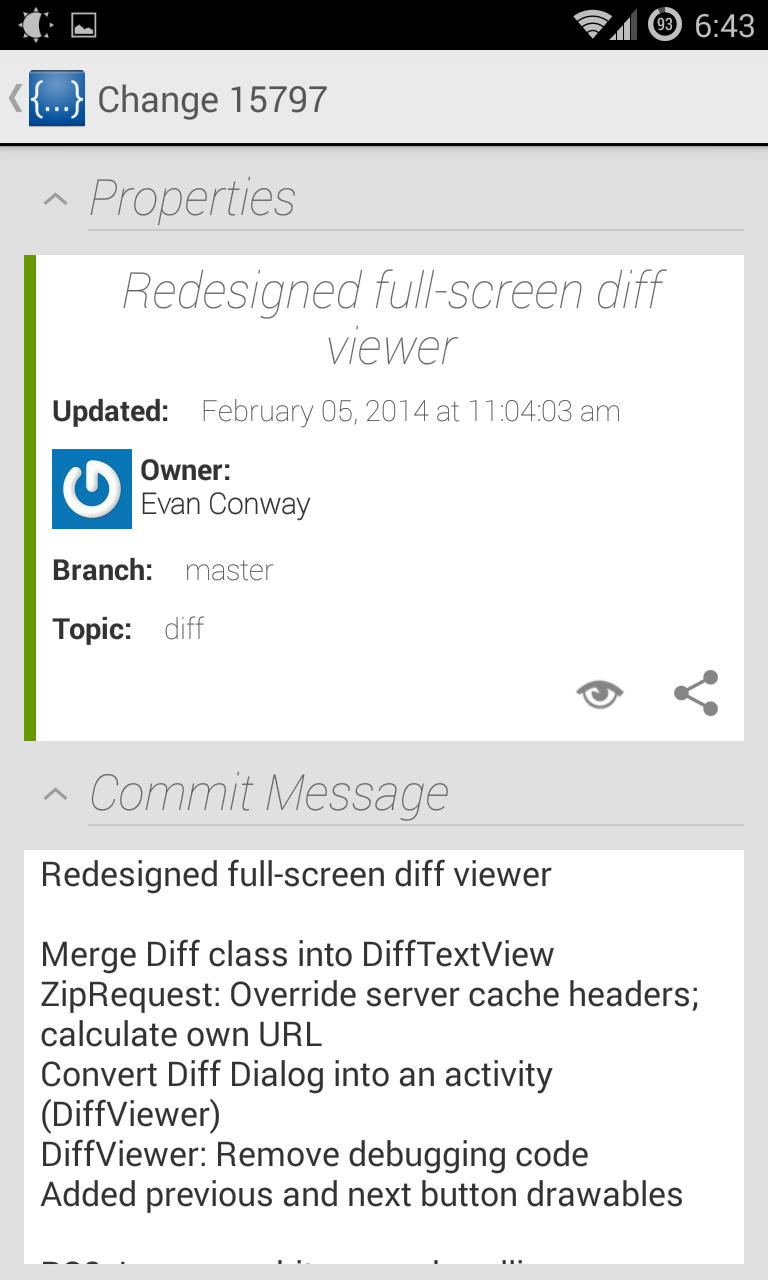 93 6:43
{...} Change 15797
Properties
Redesigned full-screen diff
viewer
Updated: February 05, 2014 at 11:04:03 am
Owner:
Evan Conway
Branch: master
Topic: diff
Commit Message
Redesigned full-screen diff viewer
Merge Diff class into DiffTextView
ZipRequest: Override server cache headers;
calculate own URL
Convert Diff Dialog into an activity
(DiffViewer)
DiffViewer: Remove debugging code
Added previous and next button drawables